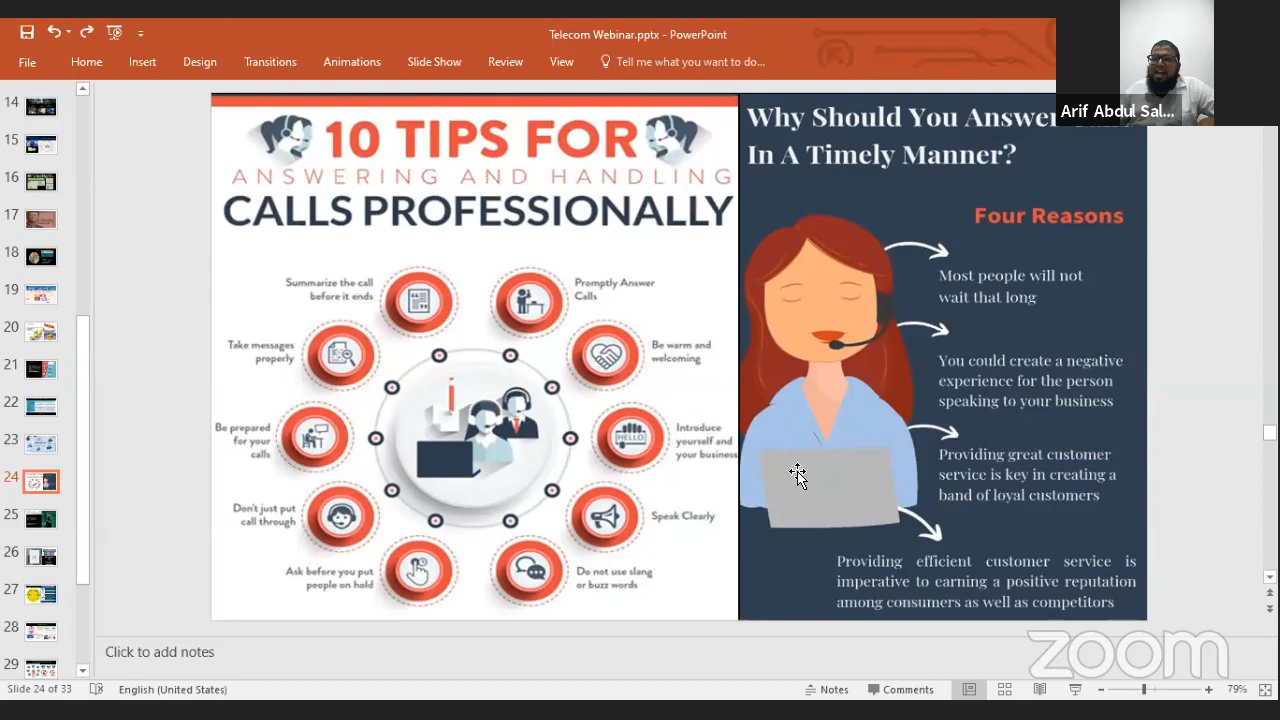 Telecom Webinar.pptx - PowerPoint
File Home Insert Design Transitions Animations Slide Show Review View Tell me what you want to do...
Arif Abdul Sal...
14
15
16
17
18
19
20
21
22
23
24
25
26
27
28
29
10 TIPS FOR
ANSWERING AND HANDLING
CALLS PROFESSIONALLY
Summarize the call
before it ends
Promptly Answer
Calls
Take messages
properly
Be warm and
welcoming
Be prepared
for your
calls
HELLO
Introduce
yourself and
your business
Don't just put
call through
Speak Clearly
Ask before you put
people on hold
Do not use slang
or buzz words
Why Should You Answer
In A Timely Manner?
Four Reasons
Most people will not
wait that long
You could create a negative
experience for the person
speaking to your business
Providing great customer
service is key in creating a
band of loyal customers
Providing efficient customer service is
imperative to earning a positive reputation
among consumers as well as competitors
Click to add notes
zoom
Slide 24 of 33 English (United States) Notes Comments 79%